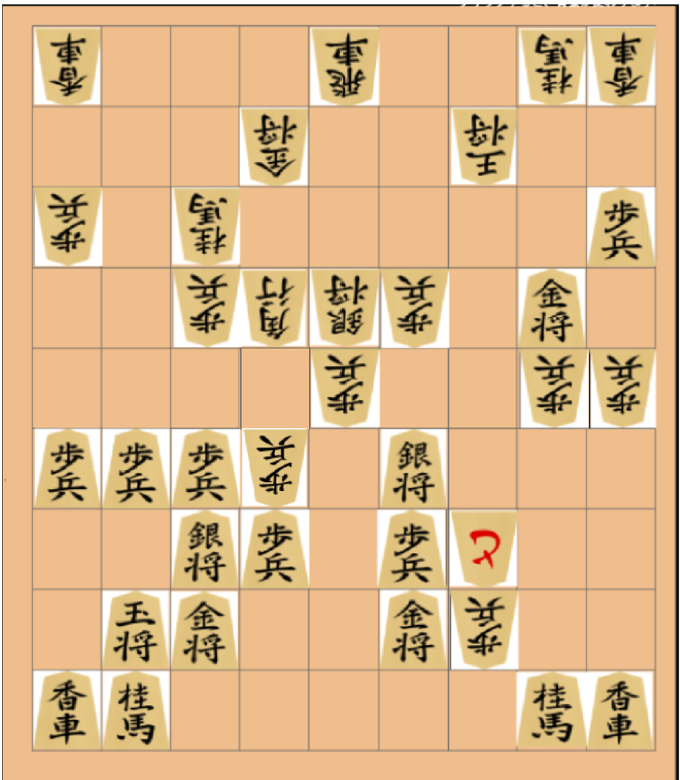 香車 飛車 桂馬 香車
金将 王将
歩兵 桂馬 歩兵
歩兵 角行 銀将 歩兵 金将
歩兵 歩兵 歩兵
歩兵 歩兵 歩兵 歩兵 銀将
銀将 歩兵 歩兵 と
玉将 金将 金将 歩兵
香車 桂馬 桂馬 香車